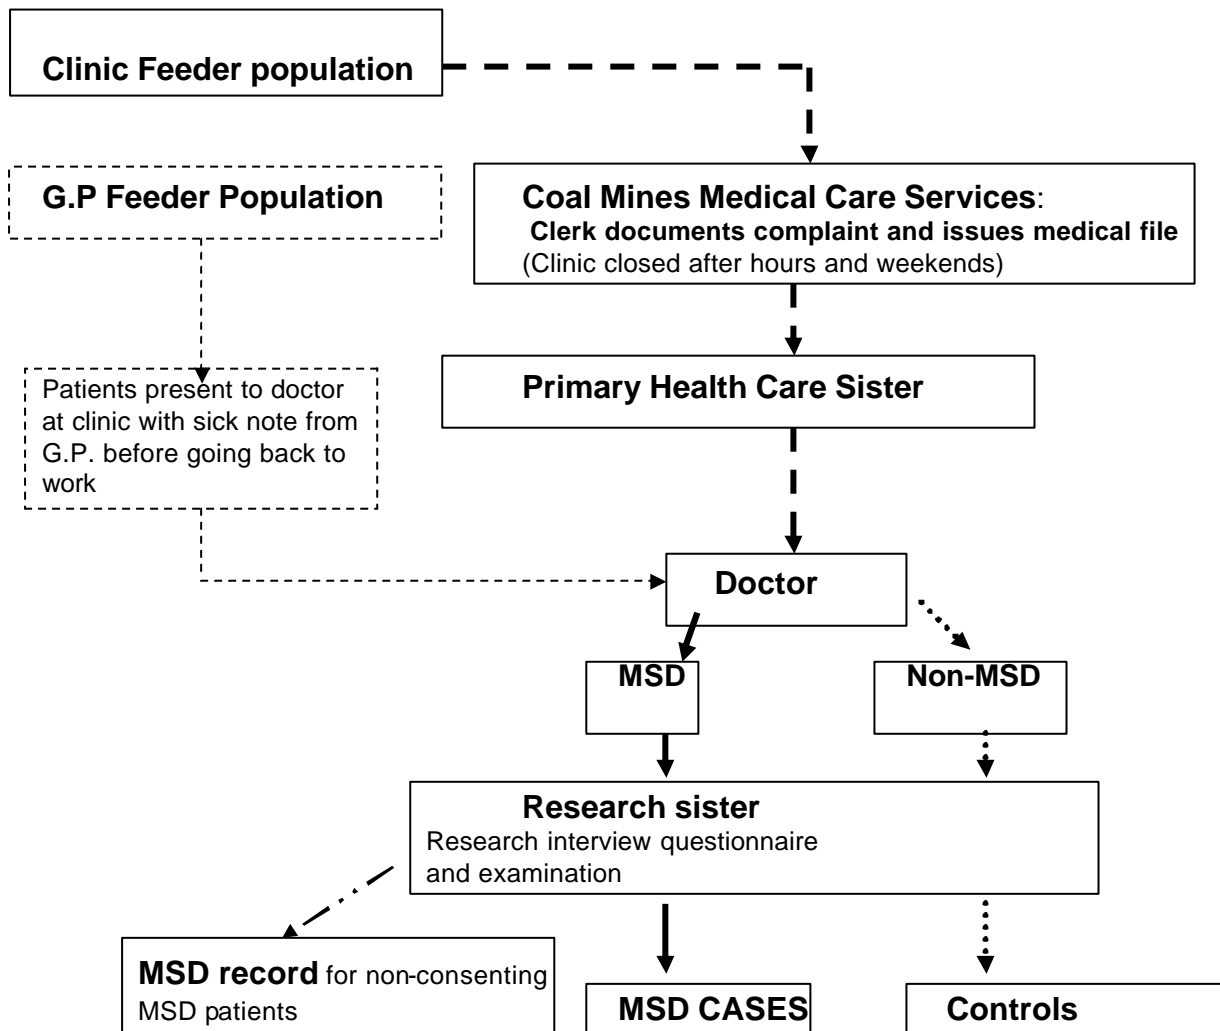 Clinic Feeder population
G.P Feeder Population
Coal Mines Medical Care Services:
Clerk documents complaint and issues medical file
(Clinic closed after hours and weekends)
Primary Health Care Sister
Patients present to doctor
at clinic with sick note from
G.P. before going back to
work
Doctor
MSD
Non-MSD
Research sister
Research interview questionnaire
and examination
MSD record for non-consenting
MSD patients
MSD CASES
Controls